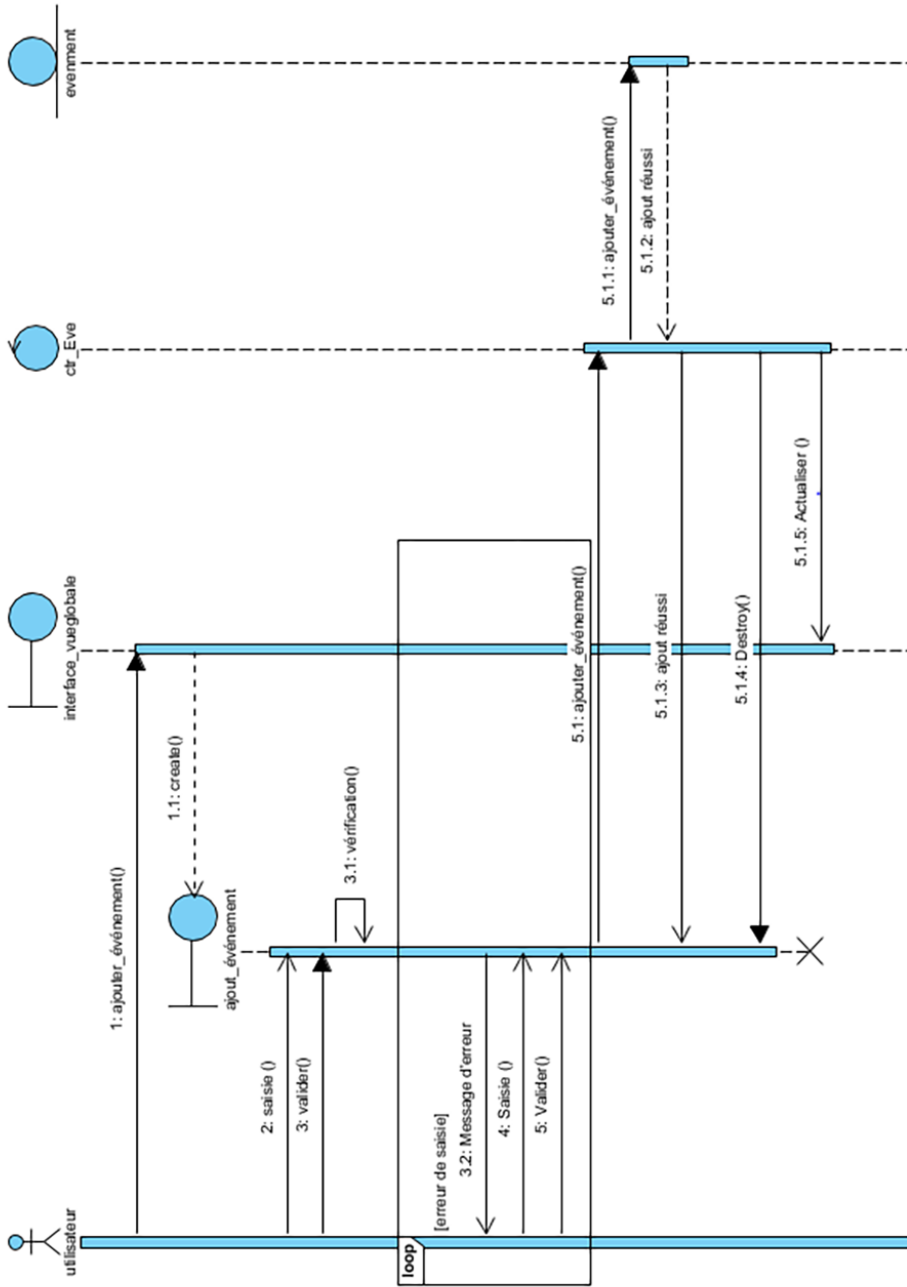 utilisateur
ajout_événement
interface_vueglobale
ctr_Eve
evenment
1: ajouter_événement()
1.1: create()
2: saisie ()
3: valider()
3.1: vérification()
loop
[erreur de saisie]
3.2: Message d'erreur
4: Saisie ()
5: Valider()
5.1: ajouter_événement()
5.1.1: ajouter_événement()
5.1.2: ajout réussi
5.1.3: ajout réussi
5.1.4: Destroy()
5.1.5: Actualiser ()